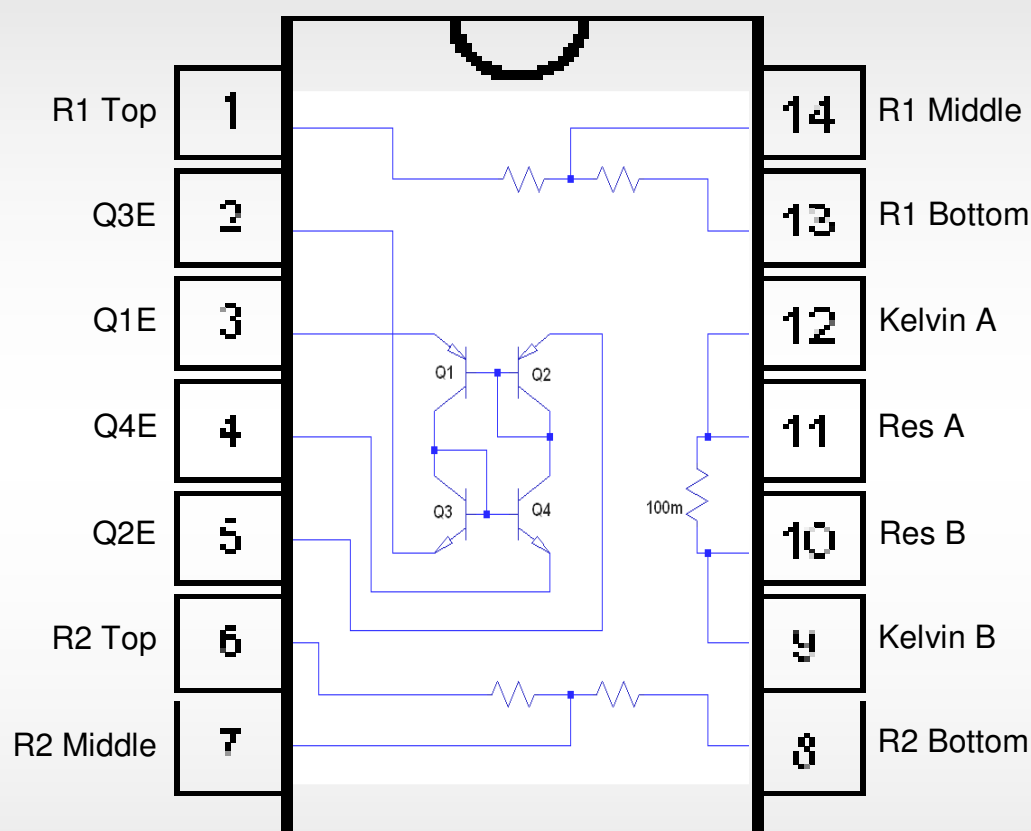 R1 Top 1 14 R1 Middle
Q3E 2 13 R1 Bottom
Q1E 3 12 Kelvin A
Q1 Q2
Q4E 4 11 Res A
Q3 Q4 100m
Q2E 5 10 Res B
R2 Top 6 9 Kelvin B
R2 Middle 7 8 R2 Bottom